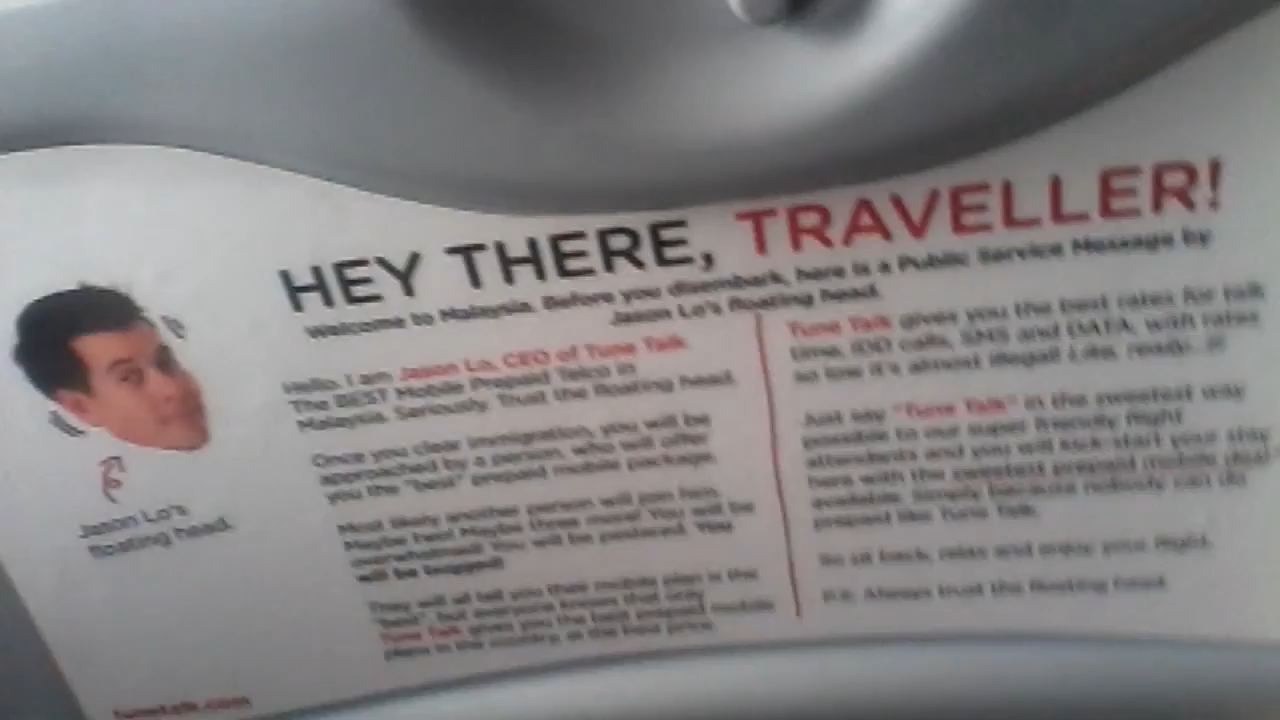 HEY THERE, TRAVELLER!
Welcome to Malaysia. Before you disembark, here is a Public Service Message by
Jason Lo's floating head.
Jason Lo's
floating head.
Hello, I am Jason Lo, CEO of Tune Talk
The BEST Mobile Prepaid Telco in
Malaysia. Seriously. Trust the floating head.
Once you clear immigration, you will be
approached by a person, who will offer
you the "best" prepaid mobile package.
Most likely another person will join him.
Maybe two! Maybe three more! You will be
overwhelmed! You will be pestered. You
will be trapped!
They will all tell you their mobile plan is the
"best", but everyone knows that only
Tune Talk gives you the best prepaid mobile
plans in the country, at the best price.
tunetalk.com
Tune Talk gives you the best rates for talk
time, IDD calls, SMS and DATA, with rates
so low it's almost illegal! Like, ready...!!
Just say "Tune Talk" in the sweetest way
possible to our super friendly flight
attendants and you will kick-start your stay
here with the sweetest prepaid mobile deal
available. Simply because nobody can do
prepaid like Tune Talk.
So sit back, relax and enjoy your flight.
P.S. Always trust the floating head.